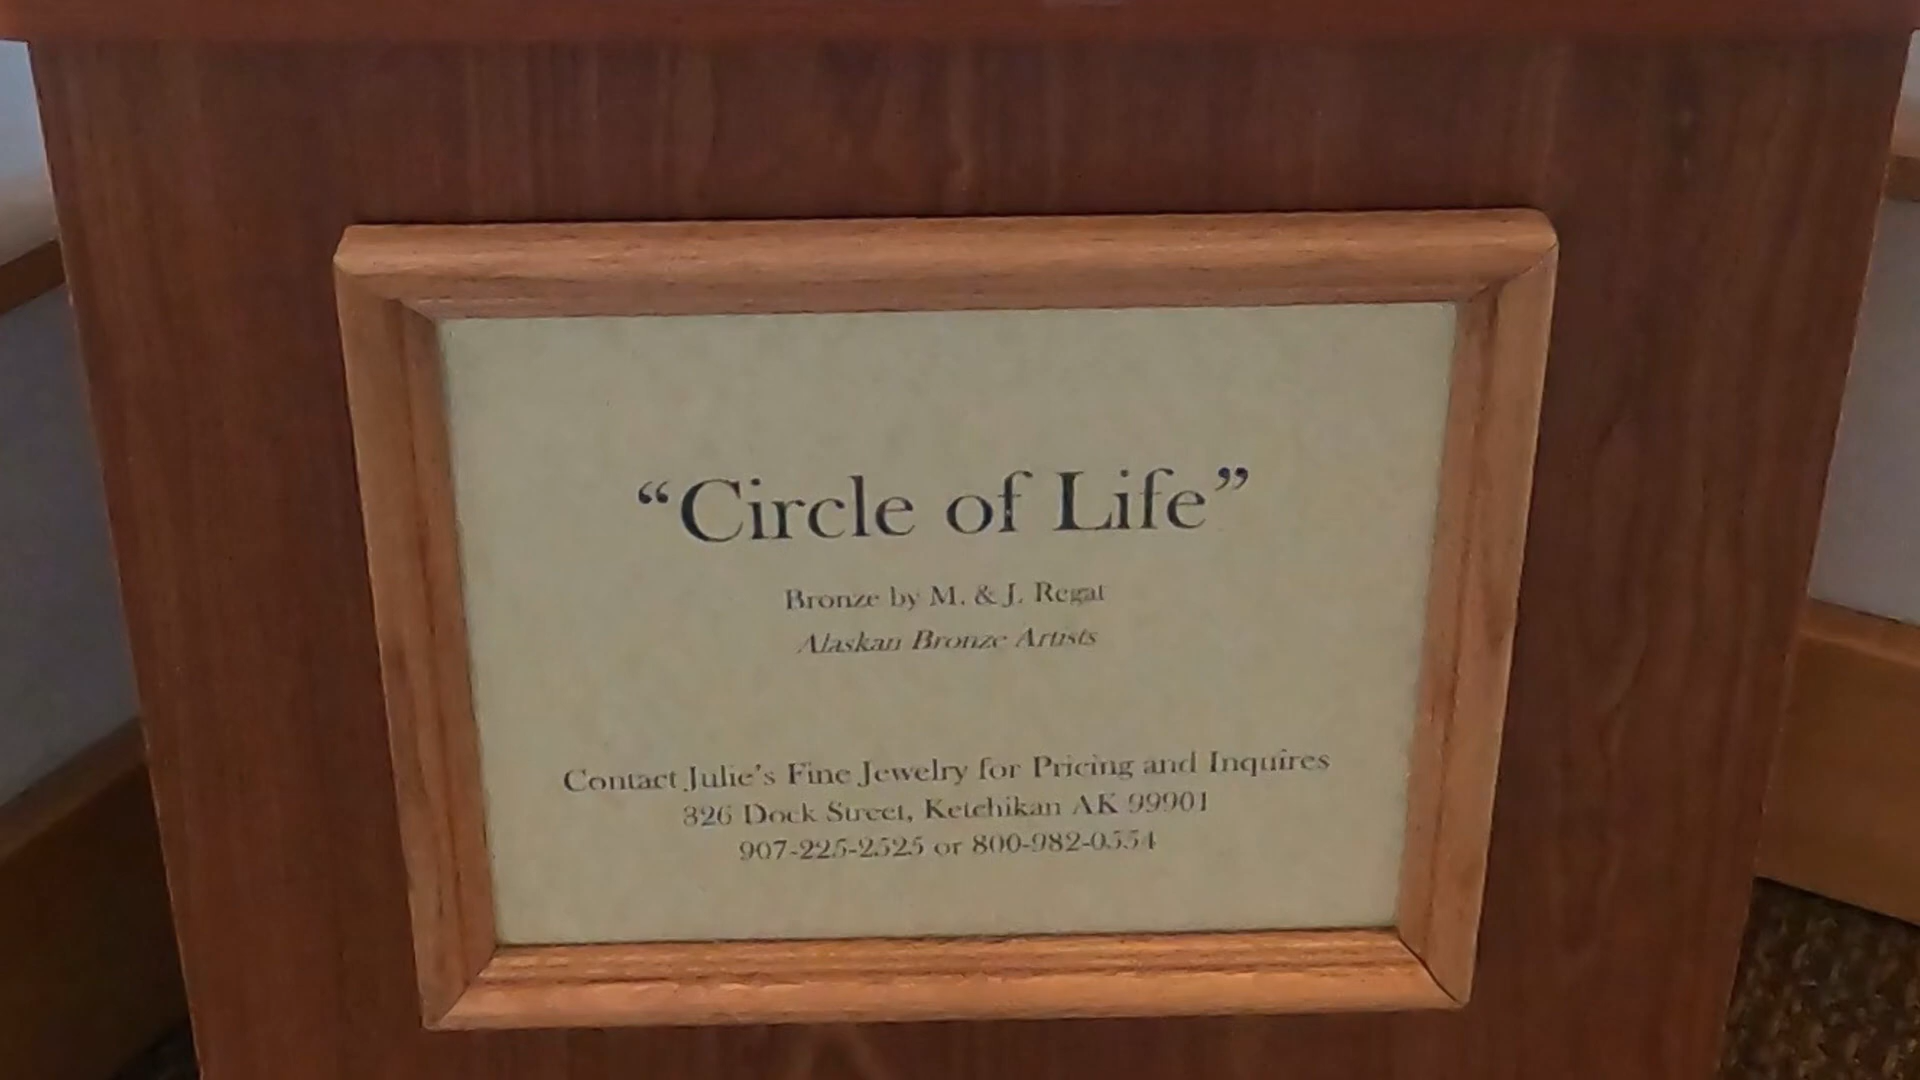 “Circle of Life”
Bronze by M. & J. Regat
Alaskan Bronze Artists
Contact Julie's Fine Jewelry for Pricing and Inquires
326 Dock Street, Ketchikan AK 99901
907-225-2525 or 800-982-0554